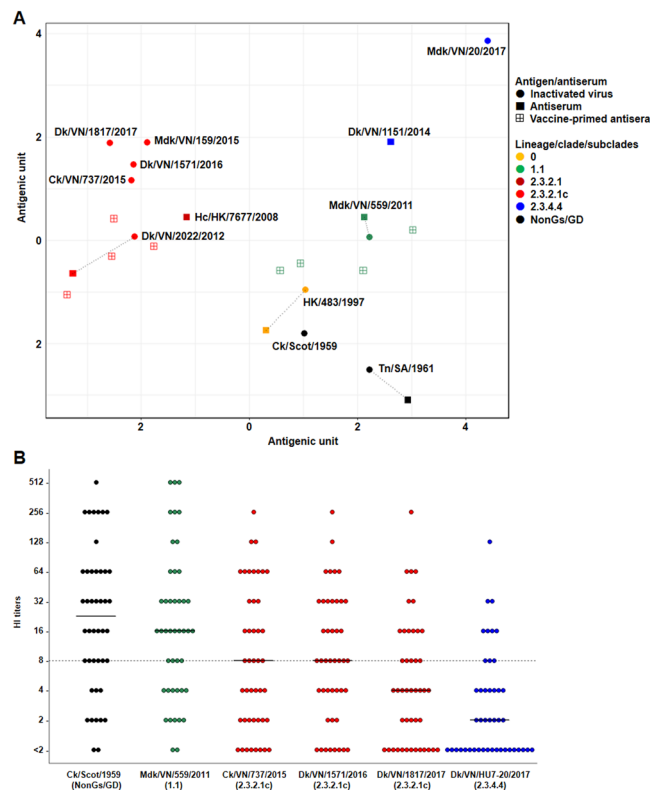 A
4
2
0
2
2
0
2
4
Antigenic unit
Antigenic unit
Mdk/VN/20/2017
Dk/VN/1817/2017
Mdk/VN/159/2015
Dk/VN/1151/2014
Dk/VN/1571/2016
Ck/VN/737/2015
Hc/HK/7677/2008
Mdk/VN/559/2011
Dk/VN/2022/2012
HK/483/1997
Ck/Scot/1959
Tn/SA/1961
Antigen/antiserum
Inactivated virus
Antiserum
Vaccine-primed antisera
Lineage/clade/subclades
0
1.1
2.3.2.1
2.3.2.1c
2.3.4.4
NonGs/GD
B
HI titers
512
256
128
64
32
16
8
4
2
<2
Ck/Scot/1959
(NonGs/GD)
Mdk/VN/559/2011
(1.1)
Ck/VN/737/2015
(2.3.2.1c)
Dk/VN/1571/2016
(2.3.2.1c)
Dk/VN/1817/2017
(2.3.2.1c)
Dk/VN/HU7-20/2017
(2.3.4.4)